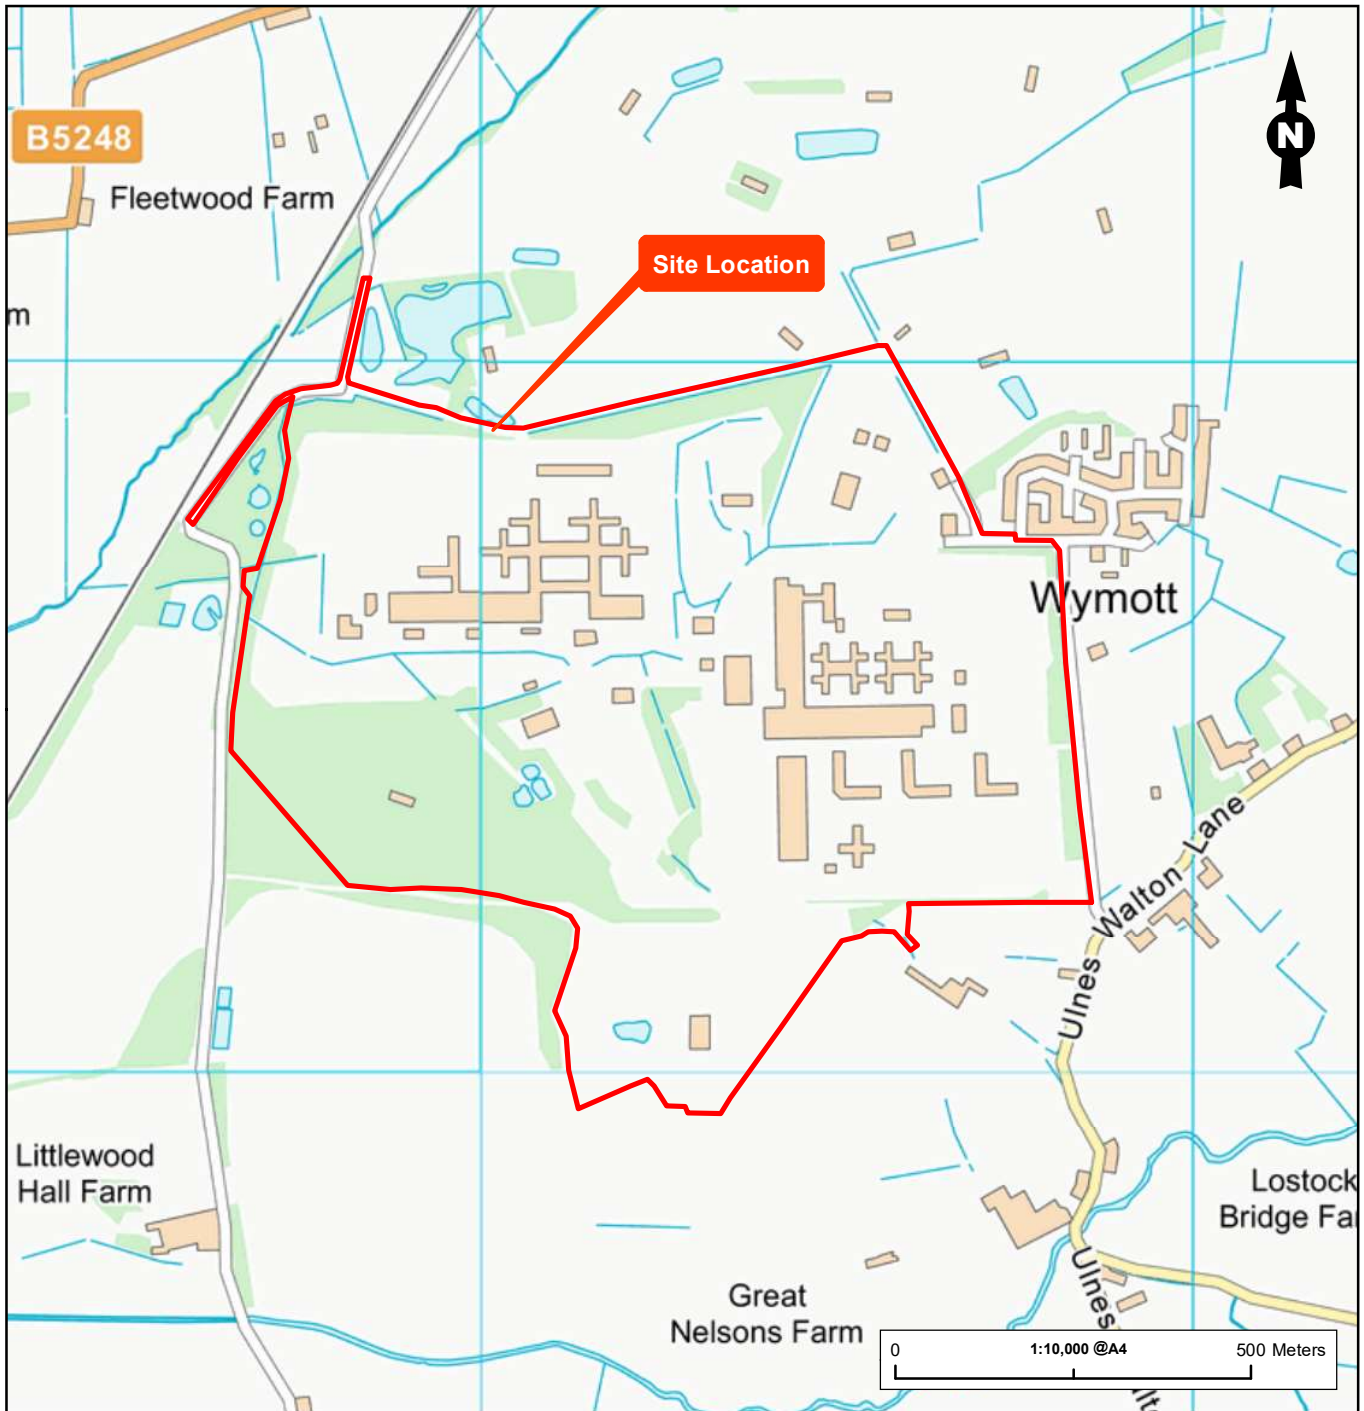 B5248
Fleetwood Farm
N
Site Location
m
Wymott
Ulnes Walton Lane
Littlewood
Hall Farm
Lostock
Bridge Fa
Great
Nelsons Farm
Ulnes
0 1:10,000 @A4 500 Meters